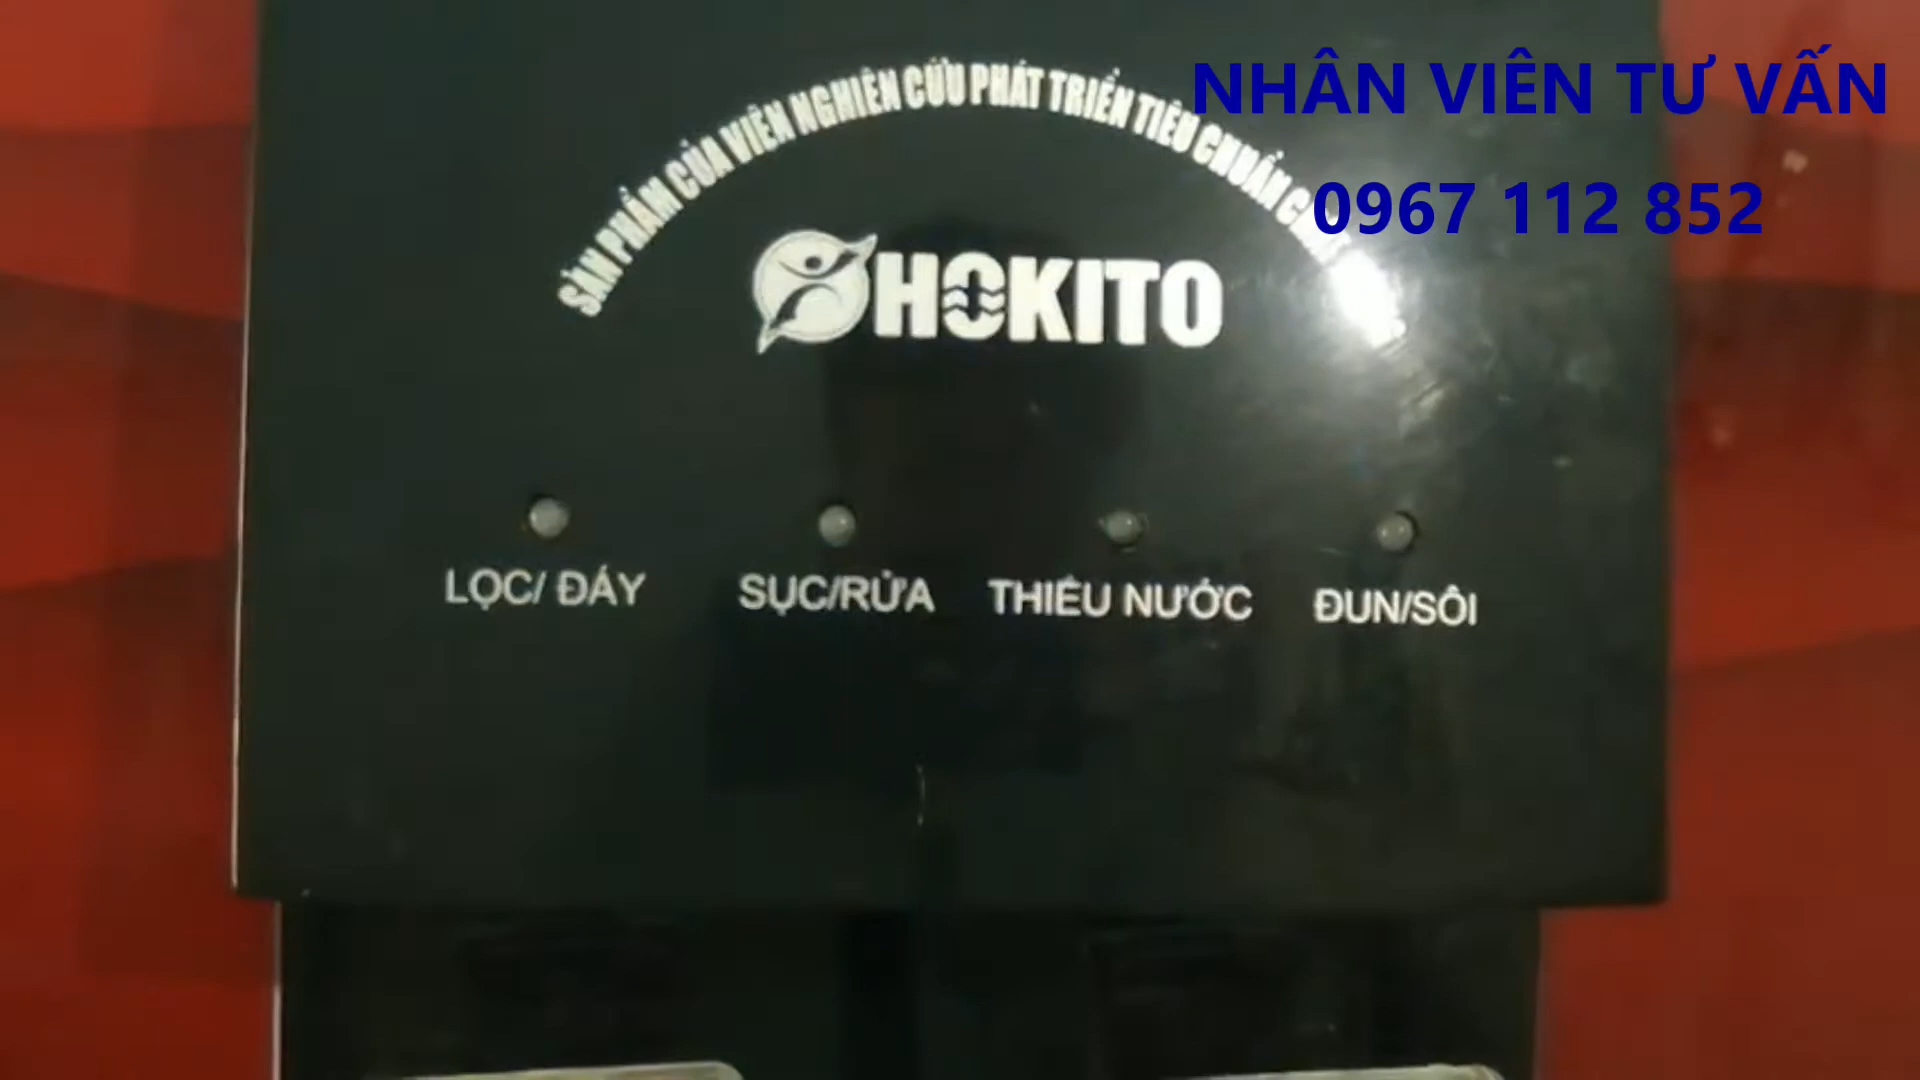 NHÂN VIÊN TƯ VẤN
0967 112 852
SẢN PHẨM CỦA VIỆN NGHIÊN CỨU PHÁT TRIỂN TIÊU CHUẨN
HOKITO
LỌC/ ĐẦY
SỤC/RỬA
THIẾU NƯỚC
ĐUN/SÔI